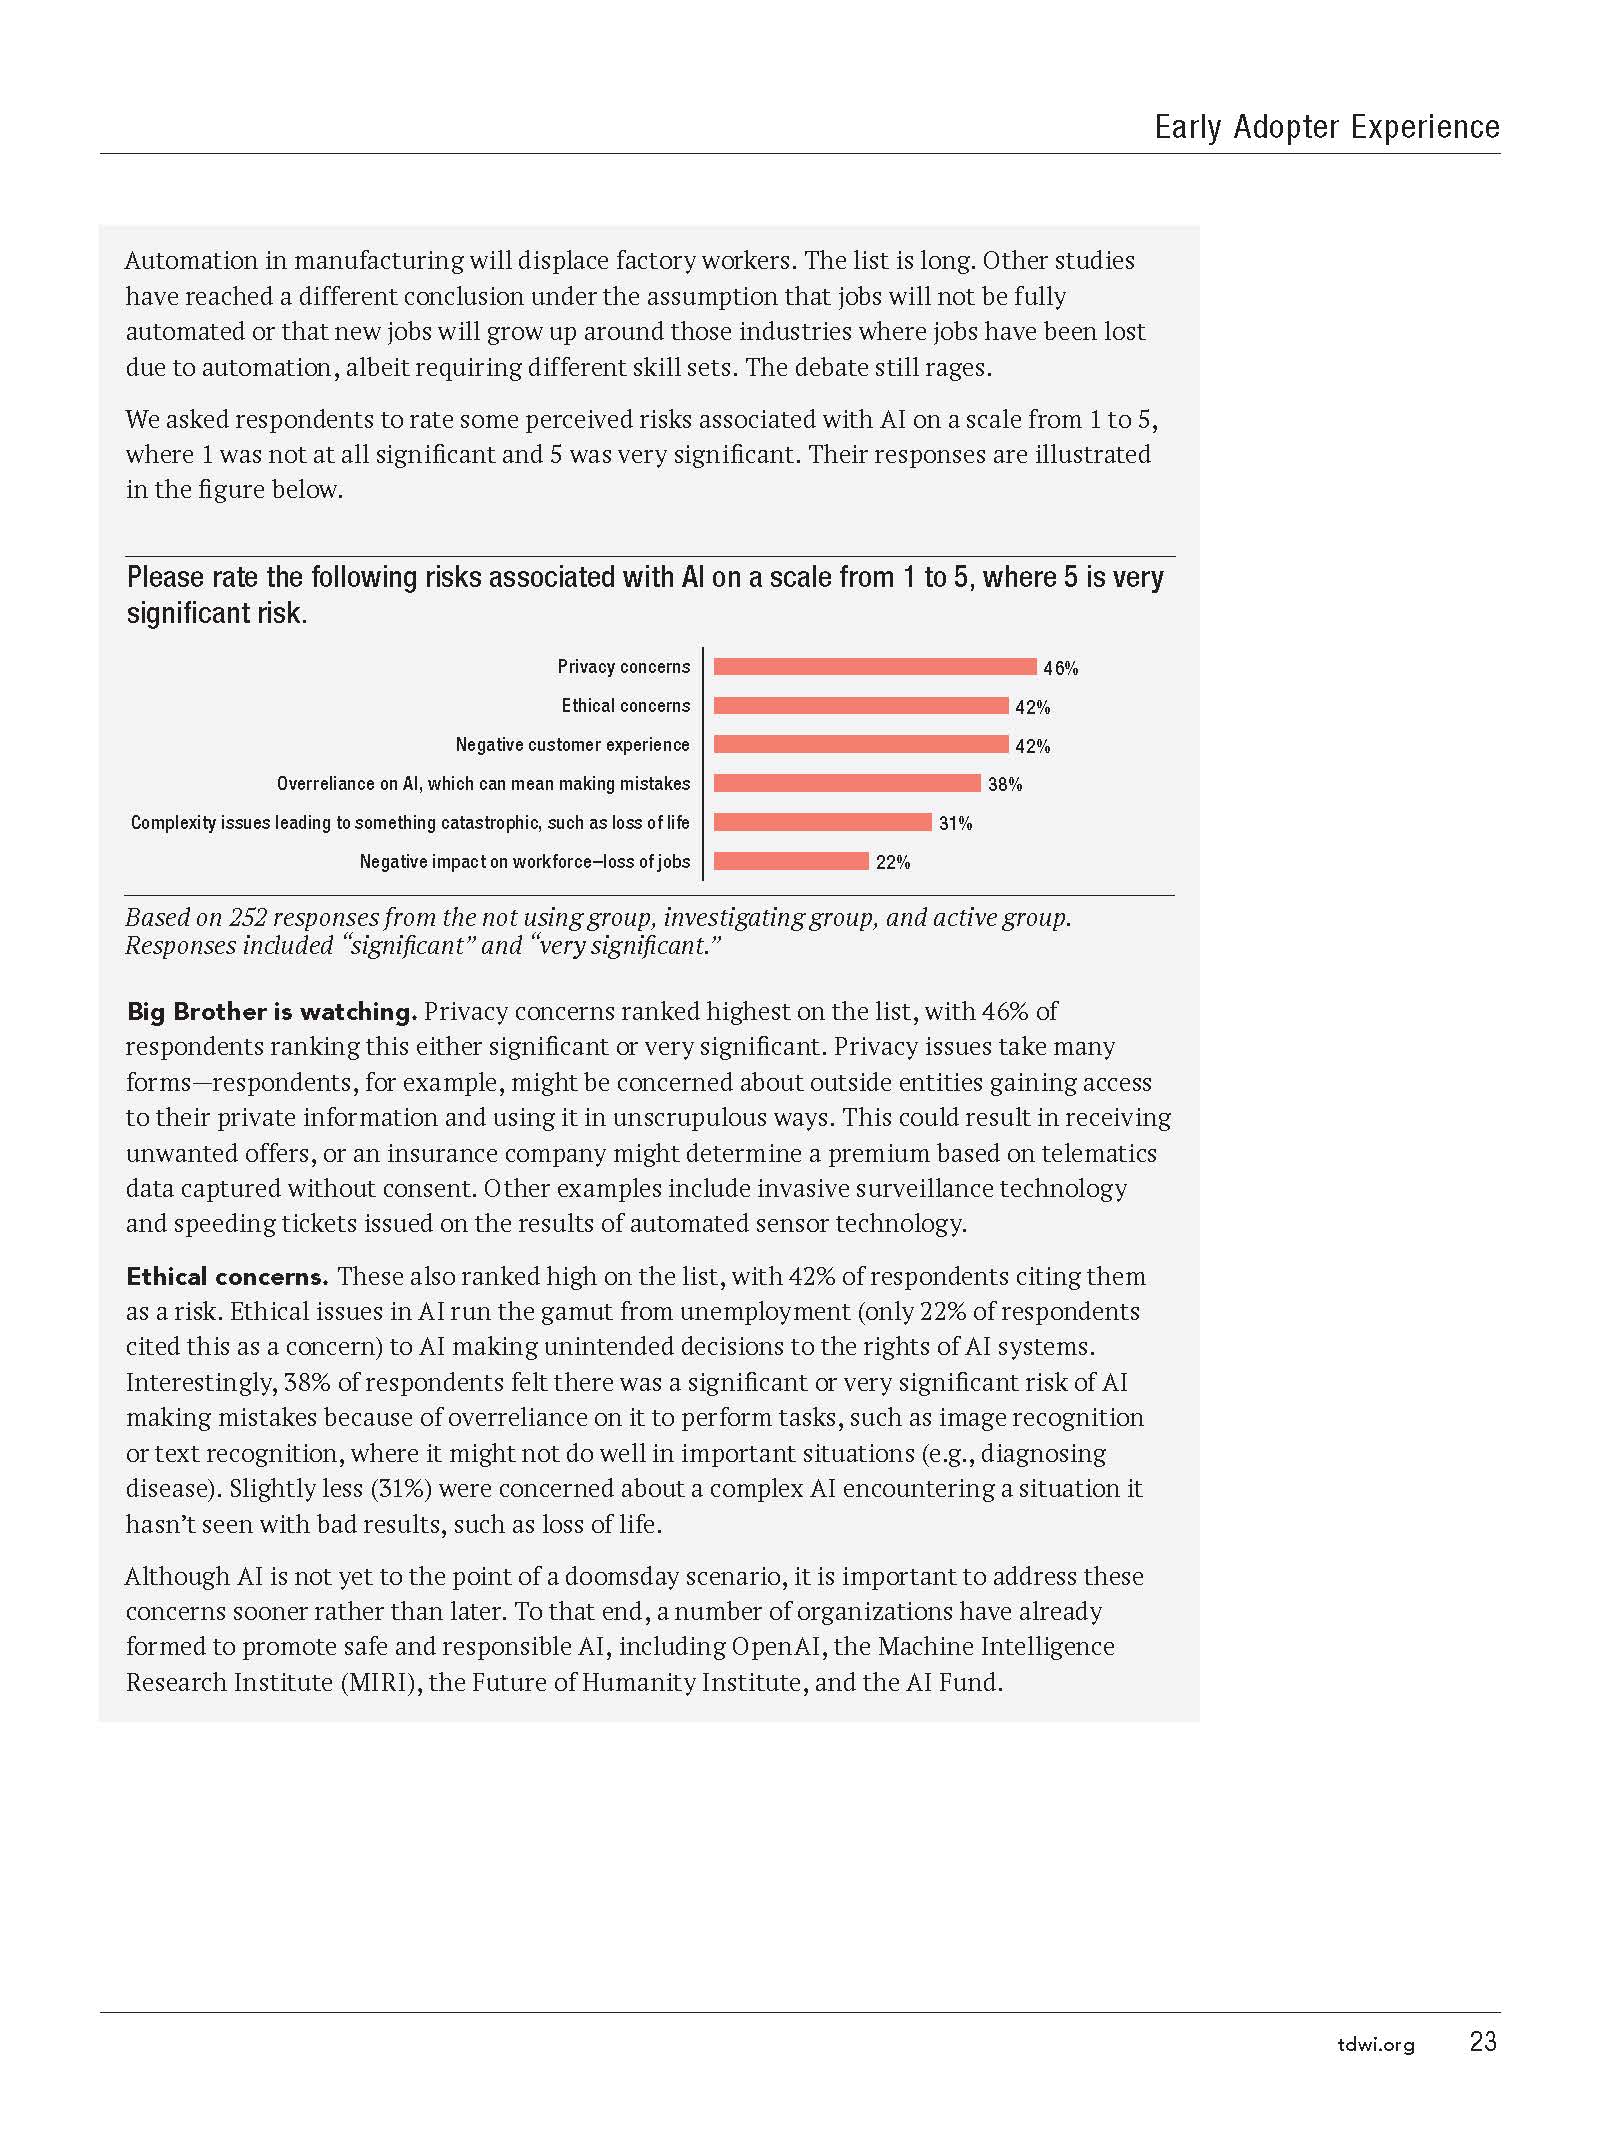 Early Adopter Experience
Automation in manufacturing will displace factory workers. The list is long. Other studies
have reached a different conclusion under the assumption that jobs will not be fully
automated or that new jobs will grow up around those industries where jobs have been lost
due to automation, albeit requiring different skill sets. The debate still rages.
We asked respondents to rate some perceived risks associated with AI on a scale from 1 to 5,
where 1 was not at all significant and 5 was very significant. Their responses are illustrated
in the figure below.
Please rate the following risks associated with AI on a scale from 1 to 5, where 5 is very
significant risk.
Privacy concerns 46%
Ethical concerns 42%
Negative customer experience 42%
Overreliance on AI, which can mean making mistakes 38%
Complexity issues leading to something catastrophic, such as loss of life 31%
Negative impact on workforce–loss of jobs 22%
Based on 252 responses from the not using group, investigating group, and active group.
Responses included “significant” and “very significant.”
Big Brother is watching. Privacy concerns ranked highest on the list, with 46% of
respondents ranking this either significant or very significant. Privacy issues take many
forms—respondents, for example, might be concerned about outside entities gaining access
to their private information and using it in unscrupulous ways. This could result in receiving
unwanted offers, or an insurance company might determine a premium based on telematics
data captured without consent. Other examples include invasive surveillance technology
and speeding tickets issued on the results of automated sensor technology.
Ethical concerns. These also ranked high on the list, with 42% of respondents citing them
as a risk. Ethical issues in AI run the gamut from unemployment (only 22% of respondents
cited this as a concern) to AI making unintended decisions to the rights of AI systems.
Interestingly, 38% of respondents felt there was a significant or very significant risk of AI
making mistakes because of overreliance on it to perform tasks, such as image recognition
or text recognition, where it might not do well in important situations (e.g., diagnosing
disease). Slightly less (31%) were concerned about a complex AI encountering a situation it
hasn’t seen with bad results, such as loss of life.
Although AI is not yet to the point of a doomsday scenario, it is important to address these
concerns sooner rather than later. To that end, a number of organizations have already
formed to promote safe and responsible AI, including OpenAI, the Machine Intelligence
Research Institute (MIRI), the Future of Humanity Institute, and the AI Fund.
tdwi.org 23